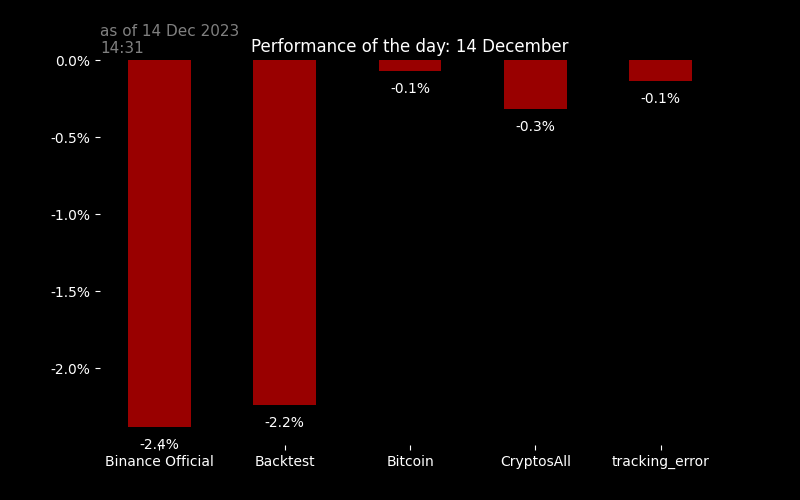 as of 14 Dec 2023
14:31
Performance of the day: 14 December
0.0%
-0.5%
-1.0%
-1.5%
-2.0%
-2.4%
-2.2%
-0.1%
-0.3%
-0.1%
Binance Official
Backtest
Bitcoin
CryptosAll
tracking_error